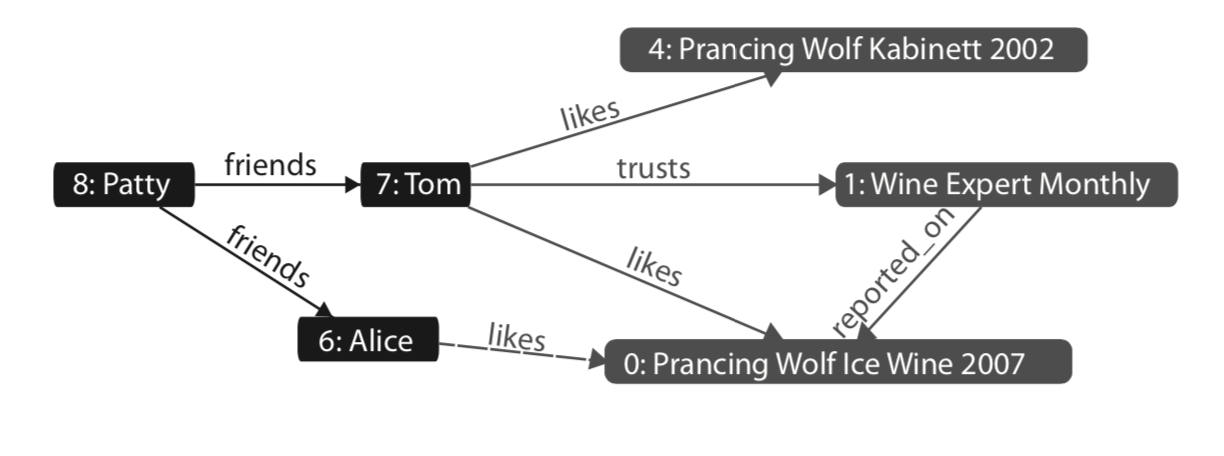 4: Prancing Wolf Kabinett 2002
likes
friends
trusts
8: Patty
7: Tom
1: Wine Expert Monthly
friends
likes
reported_on
likes
6: Alice
0: Prancing Wolf Ice Wine 2007